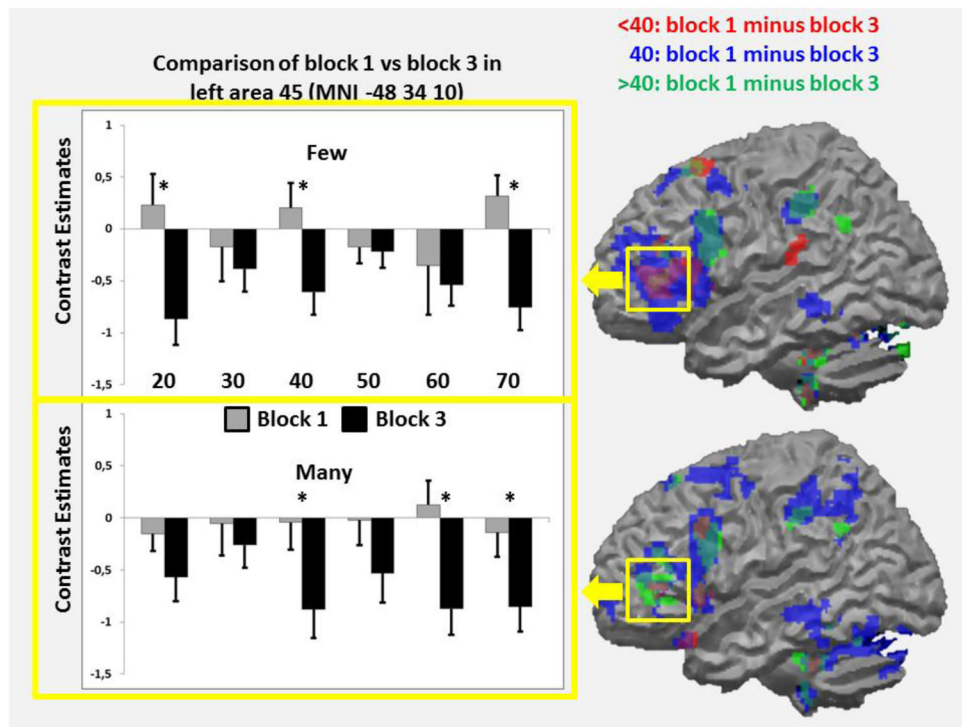 <40: block 1 minus block 3
40: block 1 minus block 3
>40: block 1 minus block 3
Comparison of block 1 vs block 3 in
left area 45 (MNI -48 34 10)
Contrast Estimates
1
0,5
0
-0,5
-1
-1,5
Few
* * *
20 30 40 50 60 70
Block 1 Block 3
Contrast Estimates
0,5
0
-0,5
-1
-1,5
Many
* * *